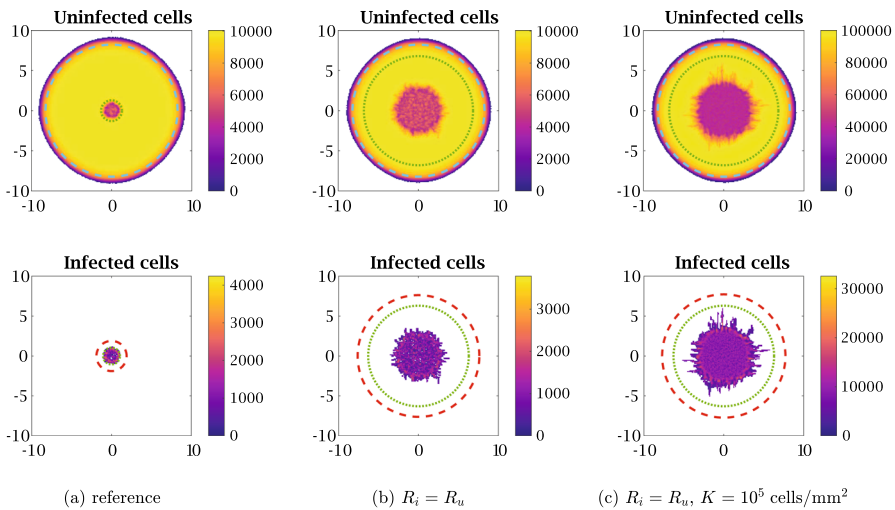 Uninfected cells Uninfected cells Uninfected cells
10 10000 10 10000 10 100000
5 8000 5 8000 5 80000
0 6000 0 6000 0 60000
4000 4000 40000
-5 2000 -5 2000 -5 20000
-10 0 -10 0 -10 0
-10 0 10 -10 0 10 -10 0 10
Infected cells Infected cells Infected cells
10 4000 10 3000 10 30000
5 3000 5 2000 5 20000
0 2000 0 1000 0 10000
-5 1000 -5 -5
-10 0 -10 0 -10 0
-10 0 10 -10 0 10 -10 0 10
(a) reference (b) R_i = R_u (c) R_i = R_u, K = 10^5 cells/mm^2